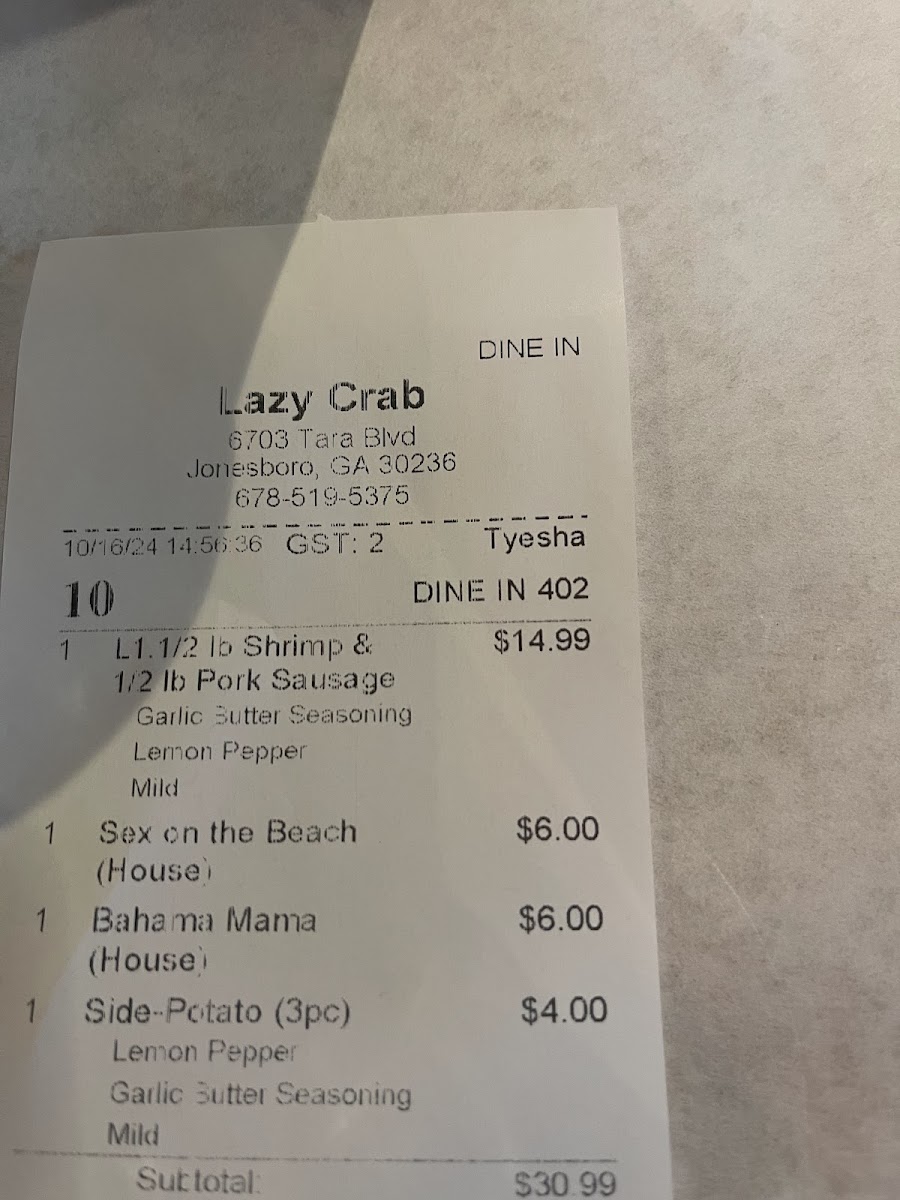 DINE IN
Lazy Crab
6703 Tara Blvd
Jonesboro, GA 30236
678-519-5375
10/16/24 14:56:36 GST: 2 Tyesha
10 DINE IN 402
1 L1.1/2 lb Shrimp & $14.99
1/2 lb Pork Sausage
Garlic Butter Seasoning
Lemon Pepper
Mild
1 Sex on the Beach $6.00
(House)
1 Bahama Mama $6.00
(House)
1 Side-Potato (3pc) $4.00
Lemon Pepper
Garlic Butter Seasoning
Mild
Subtotal: $30.99